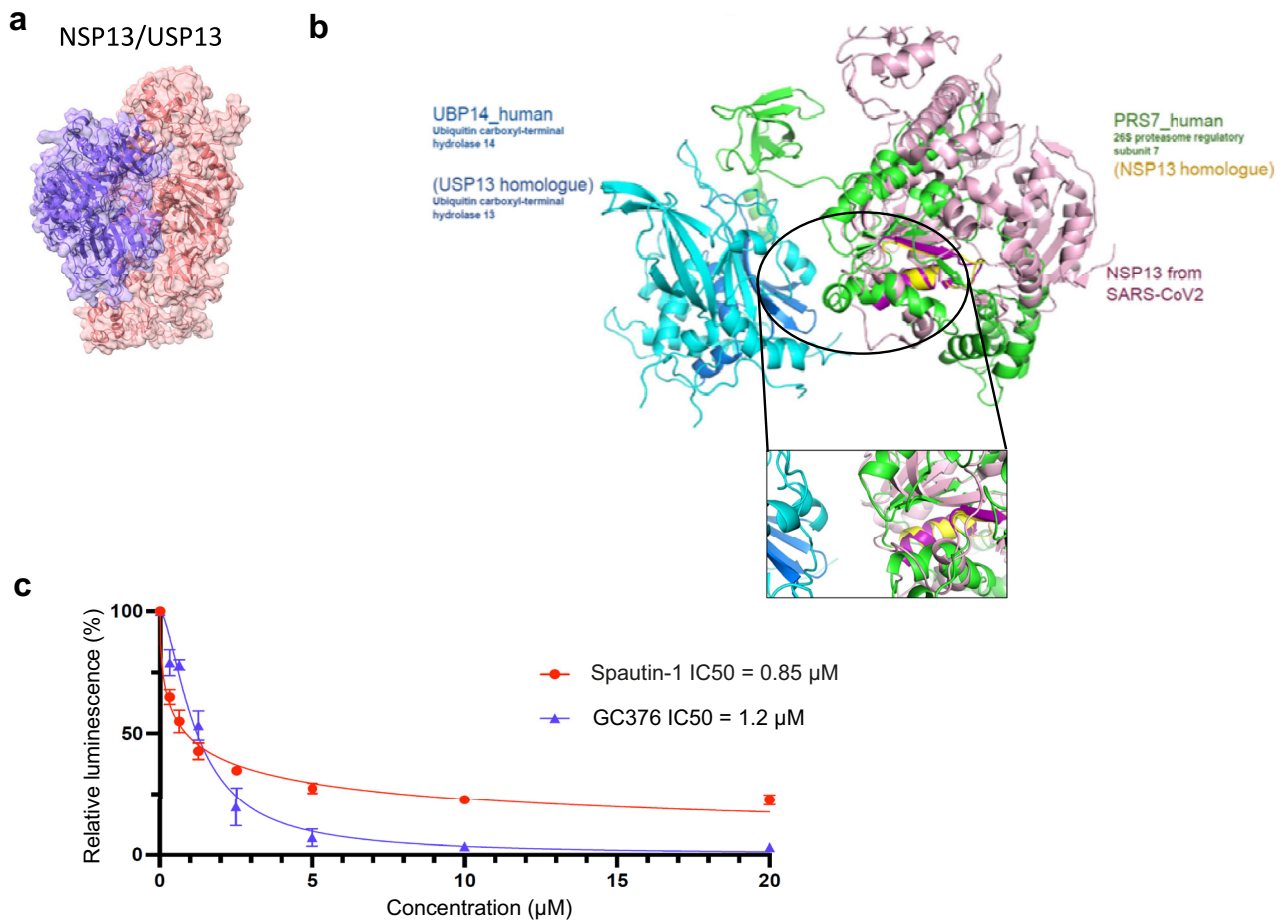 a
NSP13/USP13
b
UBP14_human
Ubiquitin carboxyl-terminal
hydrolase 14
(USP13 homologue)
Ubiquitin carboxyl-terminal
hydrolase 13
PRS7_human
26S proteasome regulatory
subunit 7
(NSP13 homologue)
NSP13 from
SARS-CoV2
c
Relative luminescence (%)
100
50
0
0
5
10
15
20
Concentration (µM)
Spautin-1 IC50 = 0.85 µM
GC376 IC50 = 1.2 µM